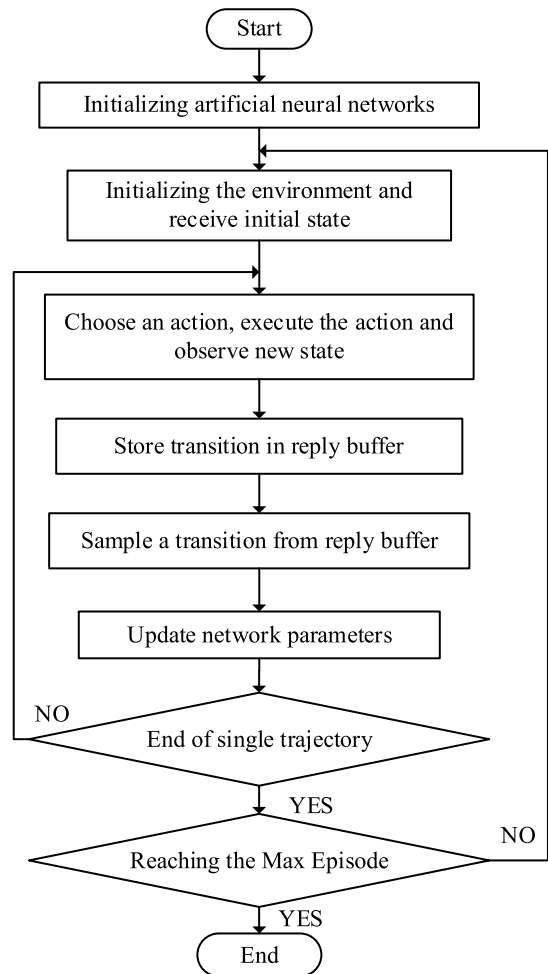 Start
Initializing artificial neural networks
Initializing the environment and
receive initial state
Choose an action, execute the action and
observe new state
Store transition in reply buffer
Sample a transition from reply buffer
Update network parameters
NO
End of single trajectory
YES
NO
Reaching the Max Episode
YES
End